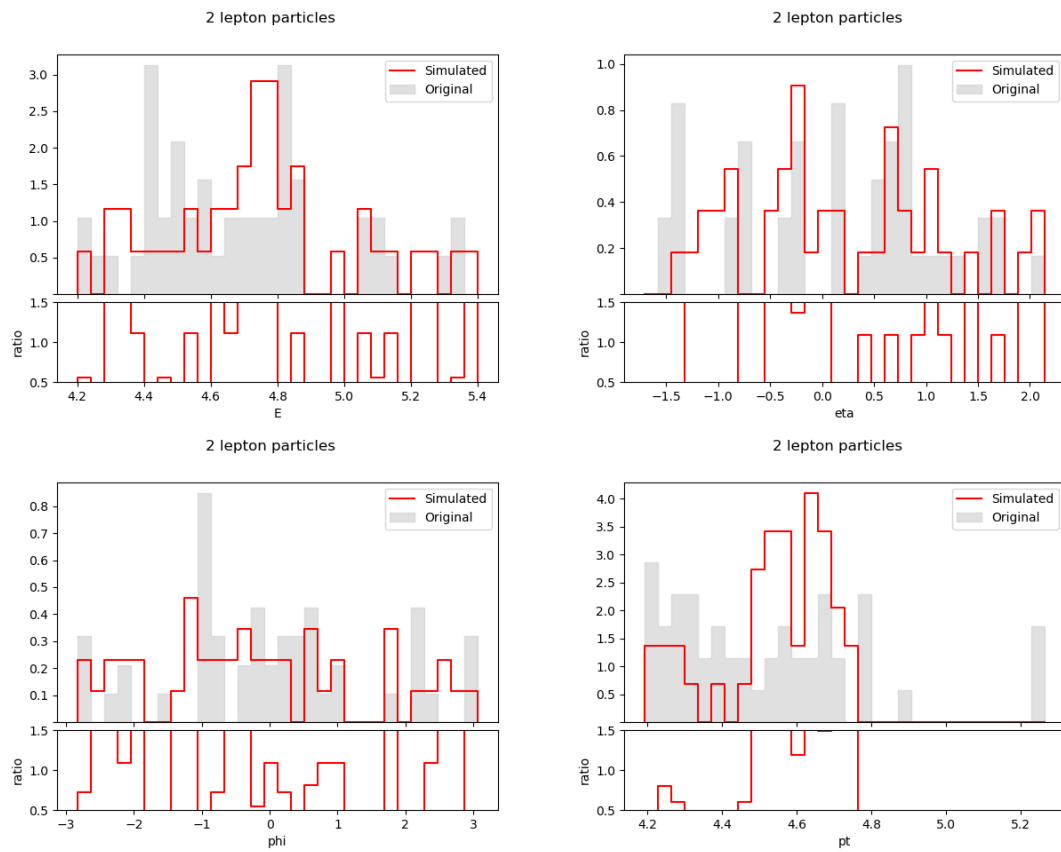 2 lepton particles
Simulated
Original
3.0
2.5
2.0
1.5
1.0
0.5
1.5
1.0
0.5
ratio
4.2 4.4 4.6 4.8 5.0 5.2 5.4
E
2 lepton particles
Simulated
Original
1.0
0.8
0.6
0.4
0.2
1.5
1.0
0.5
ratio
−1.5 −1.0 −0.5 0.0 0.5 1.0 1.5 2.0
eta
2 lepton particles
Simulated
Original
0.8
0.7
0.6
0.5
0.4
0.3
0.2
0.1
1.5
1.0
0.5
ratio
−3 −2 −1 0 1 2 3
phi
2 lepton particles
Simulated
Original
4.0
3.5
3.0
2.5
2.0
1.5
1.0
0.5
1.5
1.0
0.5
ratio
4.2 4.4 4.6 4.8 5.0 5.2
pt